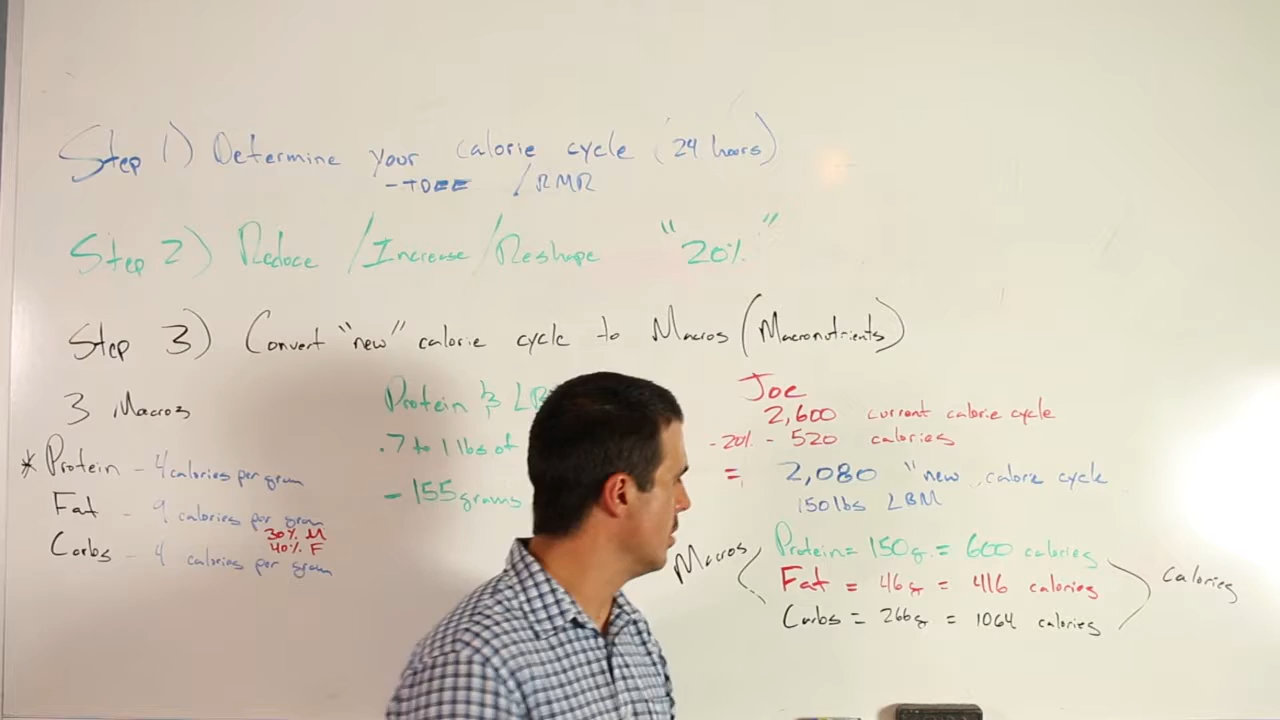 Step 1) Determine your calorie cycle (24 hours)
- TDEE / RMR
Step 2) Reduce /Increase/Reshape "20%"
Step 3) Convert "new" calorie cycle to Macros (Macronutrients)
3 Macros
* Protein - 4 calories per gram
Fat - 9 calories per gram
30% M
40% F
Carbs - 4 calories per gram
Protein
.7 to 1 lbs of
- 155 grams
Joe
2,600 current calorie cycle
-20% - 520 calories
= 2,080 "new calorie cycle
150 lbs LBM
Macros
Protein = 150g = 600 calories
Fat = 46g = 416 calories
Carbs = 266g = 1064 calories
Calories